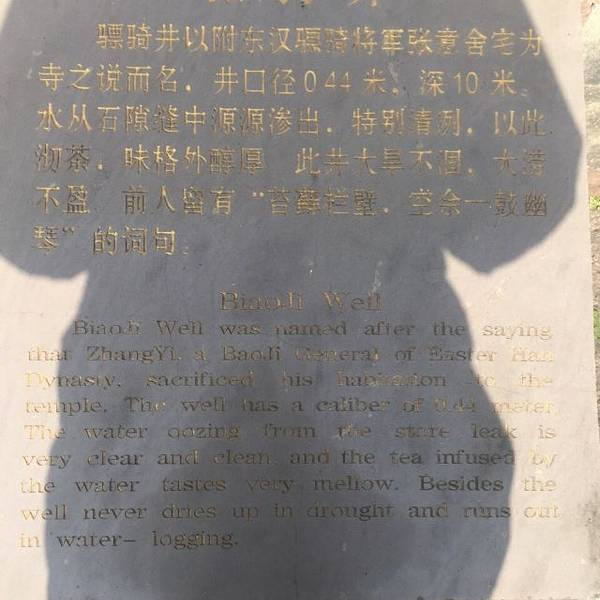 骠骑井以附东汉骠骑将军张意舍宅为
寺之说而名，井口径0.44米，深10米，
水从石隙缝中源源渗出，特别清洌，以此
沏茶，味格外醇厚 此井大旱不涸，大涝
不盈 前人留有“苔藓拦壁，空余一鼓幽
琴”的词句
BiaoJi Well
BiaoJi Well was named after the saying
that ZhangYi, a BaoJi General of Easter Han
Dynasty, sacrificed his habitation to the
temple. The well has a caliber of 0.44 meter
The water oozing from the store leak is
very clear and clean, and the tea infused by
the water tastes very mellow. Besides the
well never dries up in drought and runs out
in water- logging.